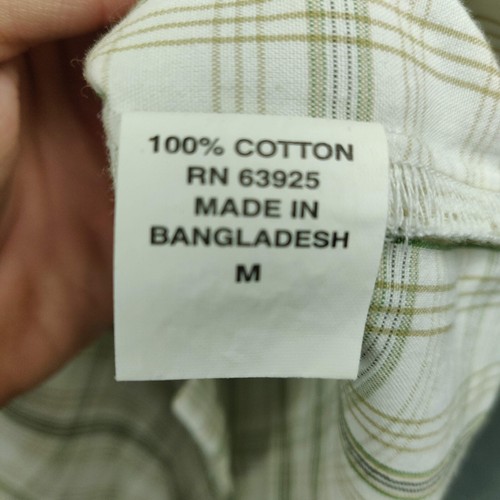 100% COTTON
RN 63925
MADE IN
BANGLADESH
M